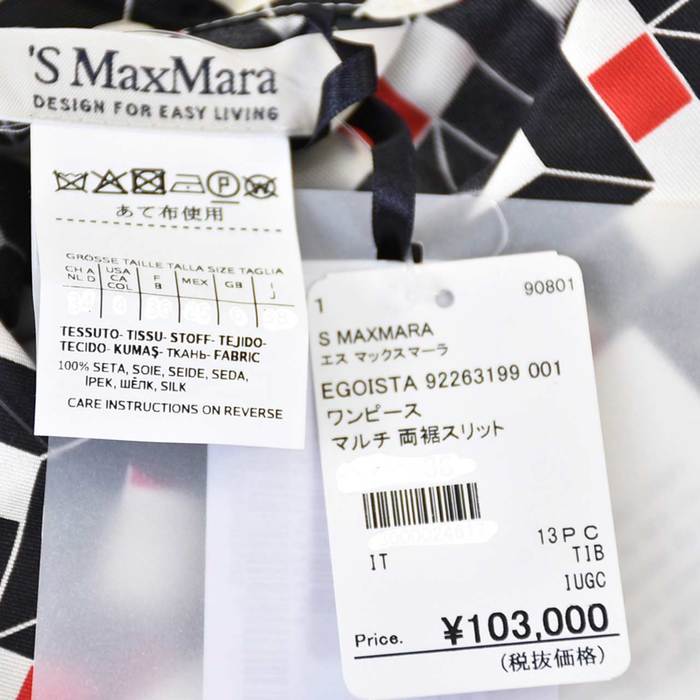 'S MaxMara
DESIGN FOR EASY LIVING
あて布使用
GRÖSSE TAILLE TALLA SIZE TAGLIA
CH A NL D
USA CA COL
F B
MEX
GB
I J
TESSUTO- TISSU- STOFF- TEJIDO-
TECIDO- KUMAŞ- ТКАНЬ- FABRIC
100% SETA, SOIE, SEIDE, SEDA,
İPEK, ШЁЛК, SILK
CARE INSTRUCTIONS ON REVERSE
1 90801
S MAXMARA
エス マックスマーラ
EGOISTA 92263199 001
ワンピース
マルチ 両裾スリット
13PC
IT TIB
IUGC
Price. ¥103,000
(税抜価格)